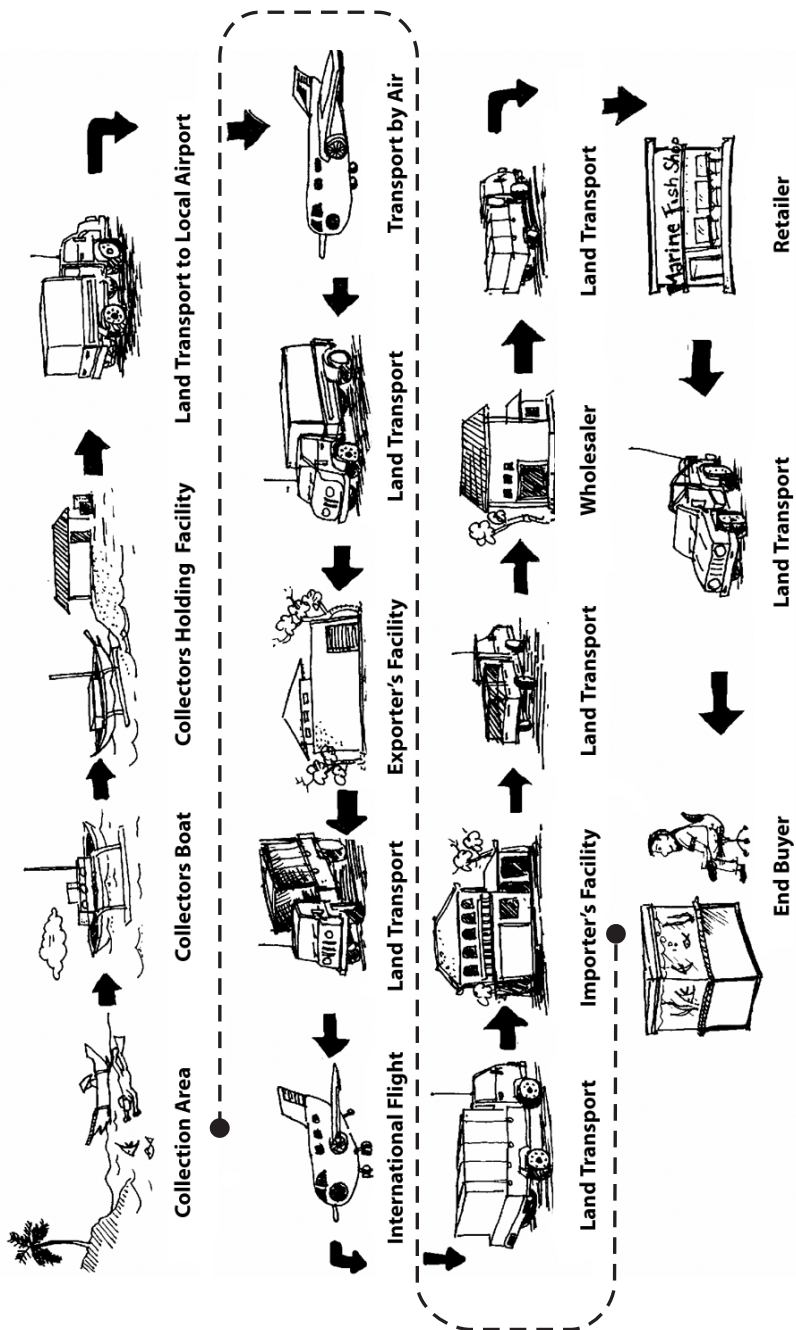 Collection Area
Collectors Boat
Collectors Holding Facility
Land Transport to Local Airport
Transport by Air
Land Transport
Exporter's Facility
Land Transport
International Flight
Land Transport
Importer's Facility
Land Transport
Wholesaler
Land Transport
Marine Fish Shop
Retailer
Land Transport
End Buyer